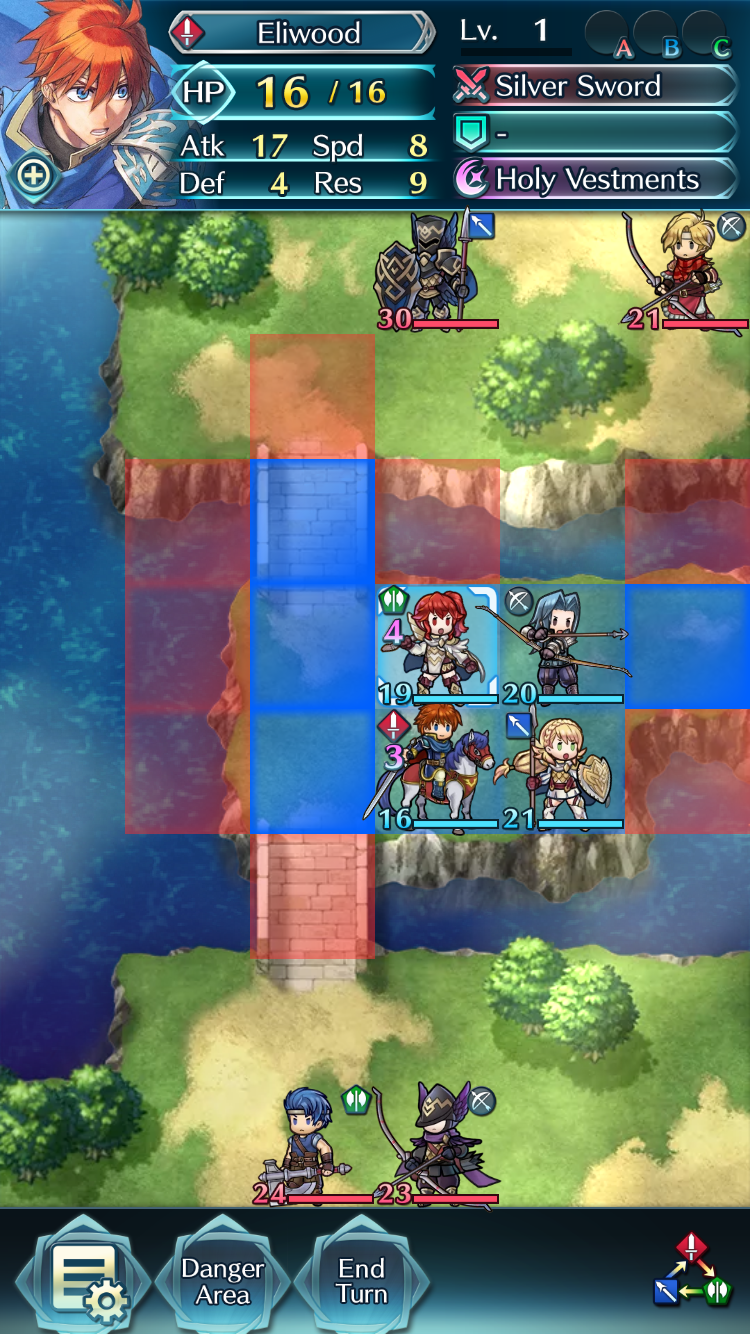 Eliwood
Lv. 1
A B C
HP 16 / 16
Silver Sword
Atk 17 Spd 8
-
Def 4 Res 9
Holy Vestments
30
21
4
19
20
3
16
21
24
23
Danger Area
End Turn